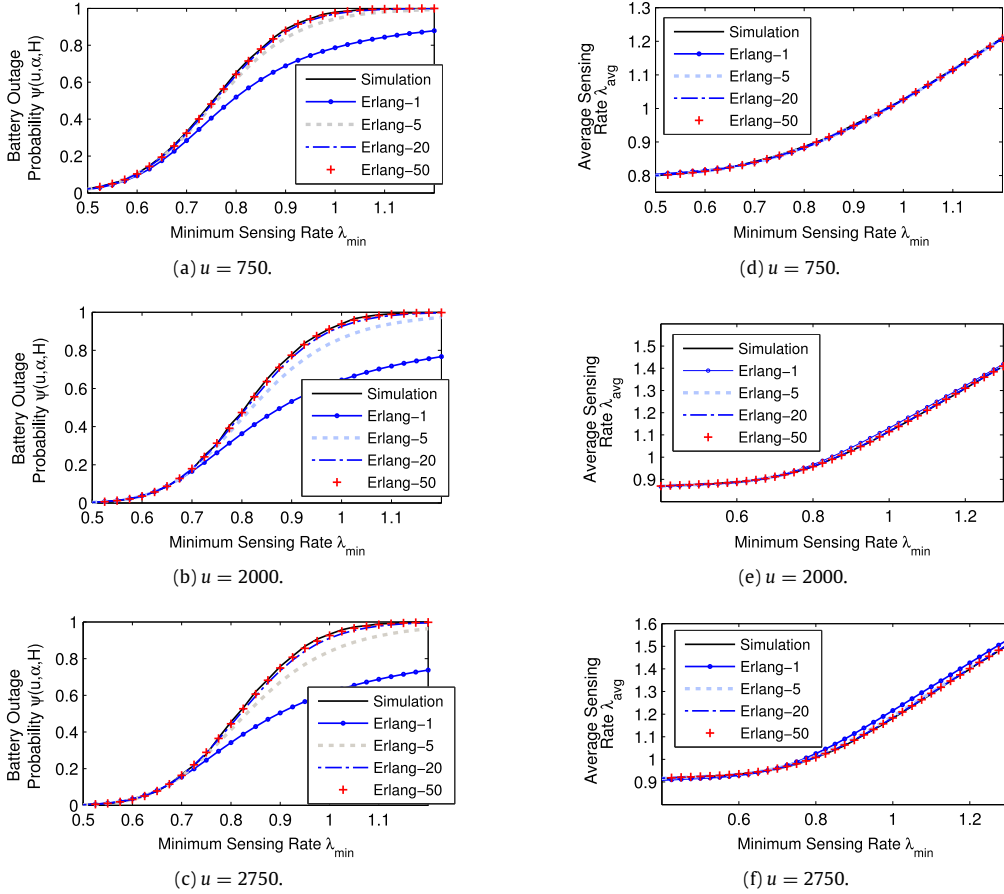 Battery Outage
Probability ψ(u,α,H)
1
0.8
0.6
0.4
0.2
0
0.5 0.6 0.7 0.8 0.9 1 1.1
Simulation
Erlang−1
Erlang−5
Erlang−20
Erlang−50
Minimum Sensing Rate λmin
(a) u = 750.
Average Sensing
Rate λavg
1.2
1.1
1
0.9
0.8
0.5 0.6 0.7 0.8 0.9 1 1.1
Simulation
Erlang−1
Erlang−5
Erlang−20
Erlang−50
Minimum Sensing Rate λmin
(d) u = 750.
Battery Outage
Probability ψ(u,α,H)
1
0.8
0.6
0.4
0.2
0
0.5 0.6 0.7 0.8 0.9 1 1.1
Simulation
Erlang−1
Erlang−5
Erlang−20
Erlang−50
Minimum Sensing Rate λmin
(b) u = 2000.
Average Sensing
Rate λavg
1.5
1.4
1.3
1.2
1.1
1
0.9
0.6 0.8 1 1.2
Simulation
Erlang−1
Erlang−5
Erlang−20
Erlang−50
Minimum Sensing Rate λmin
(e) u = 2000.
Battery Outage
Probability ψ(u,α,H)
1
0.8
0.6
0.4
0.2
0
0.5 0.6 0.7 0.8 0.9 1 1.1
Simulation
Erlang−1
Erlang−5
Erlang−20
Erlang−50
Minimum Sensing Rate λmin
(c) u = 2750.
Average Sensing
Rate λavg
1.6
1.5
1.4
1.3
1.2
1.1
1
0.9
0.6 0.8 1 1.2
Simulation
Erlang−1
Erlang−5
Erlang−20
Erlang−50
Minimum Sensing Rate λmin
(f) u = 2750.